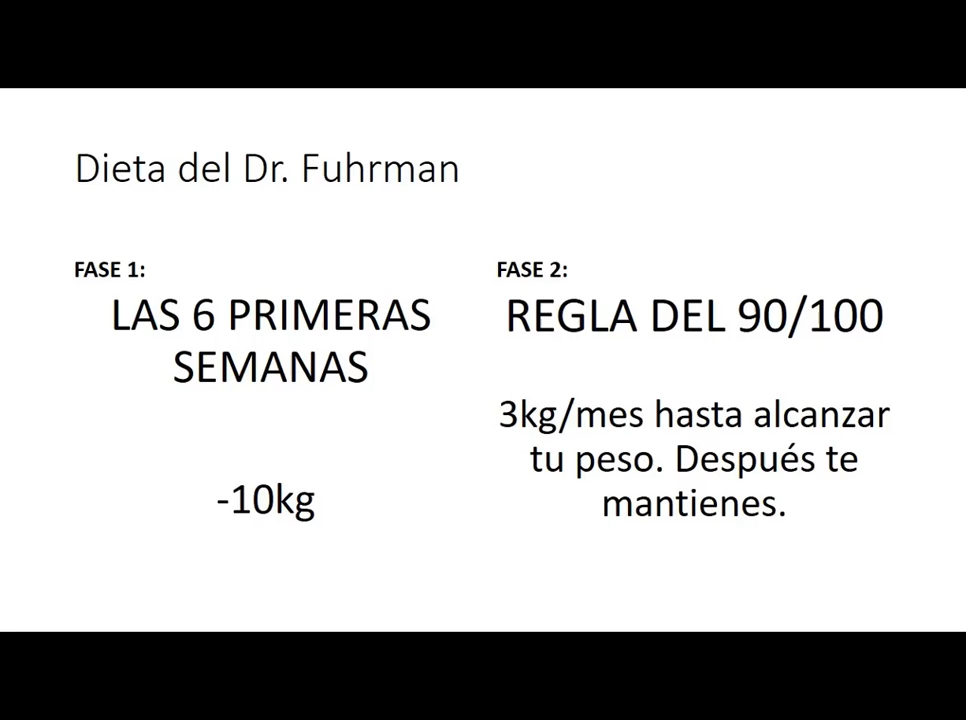 Dieta del Dr. Fuhrman
FASE 1:
LAS 6 PRIMERAS
SEMANAS
-10kg
FASE 2:
REGLA DEL 90/100
3kg/mes hasta alcanzar
tu peso. Después te
mantienes.